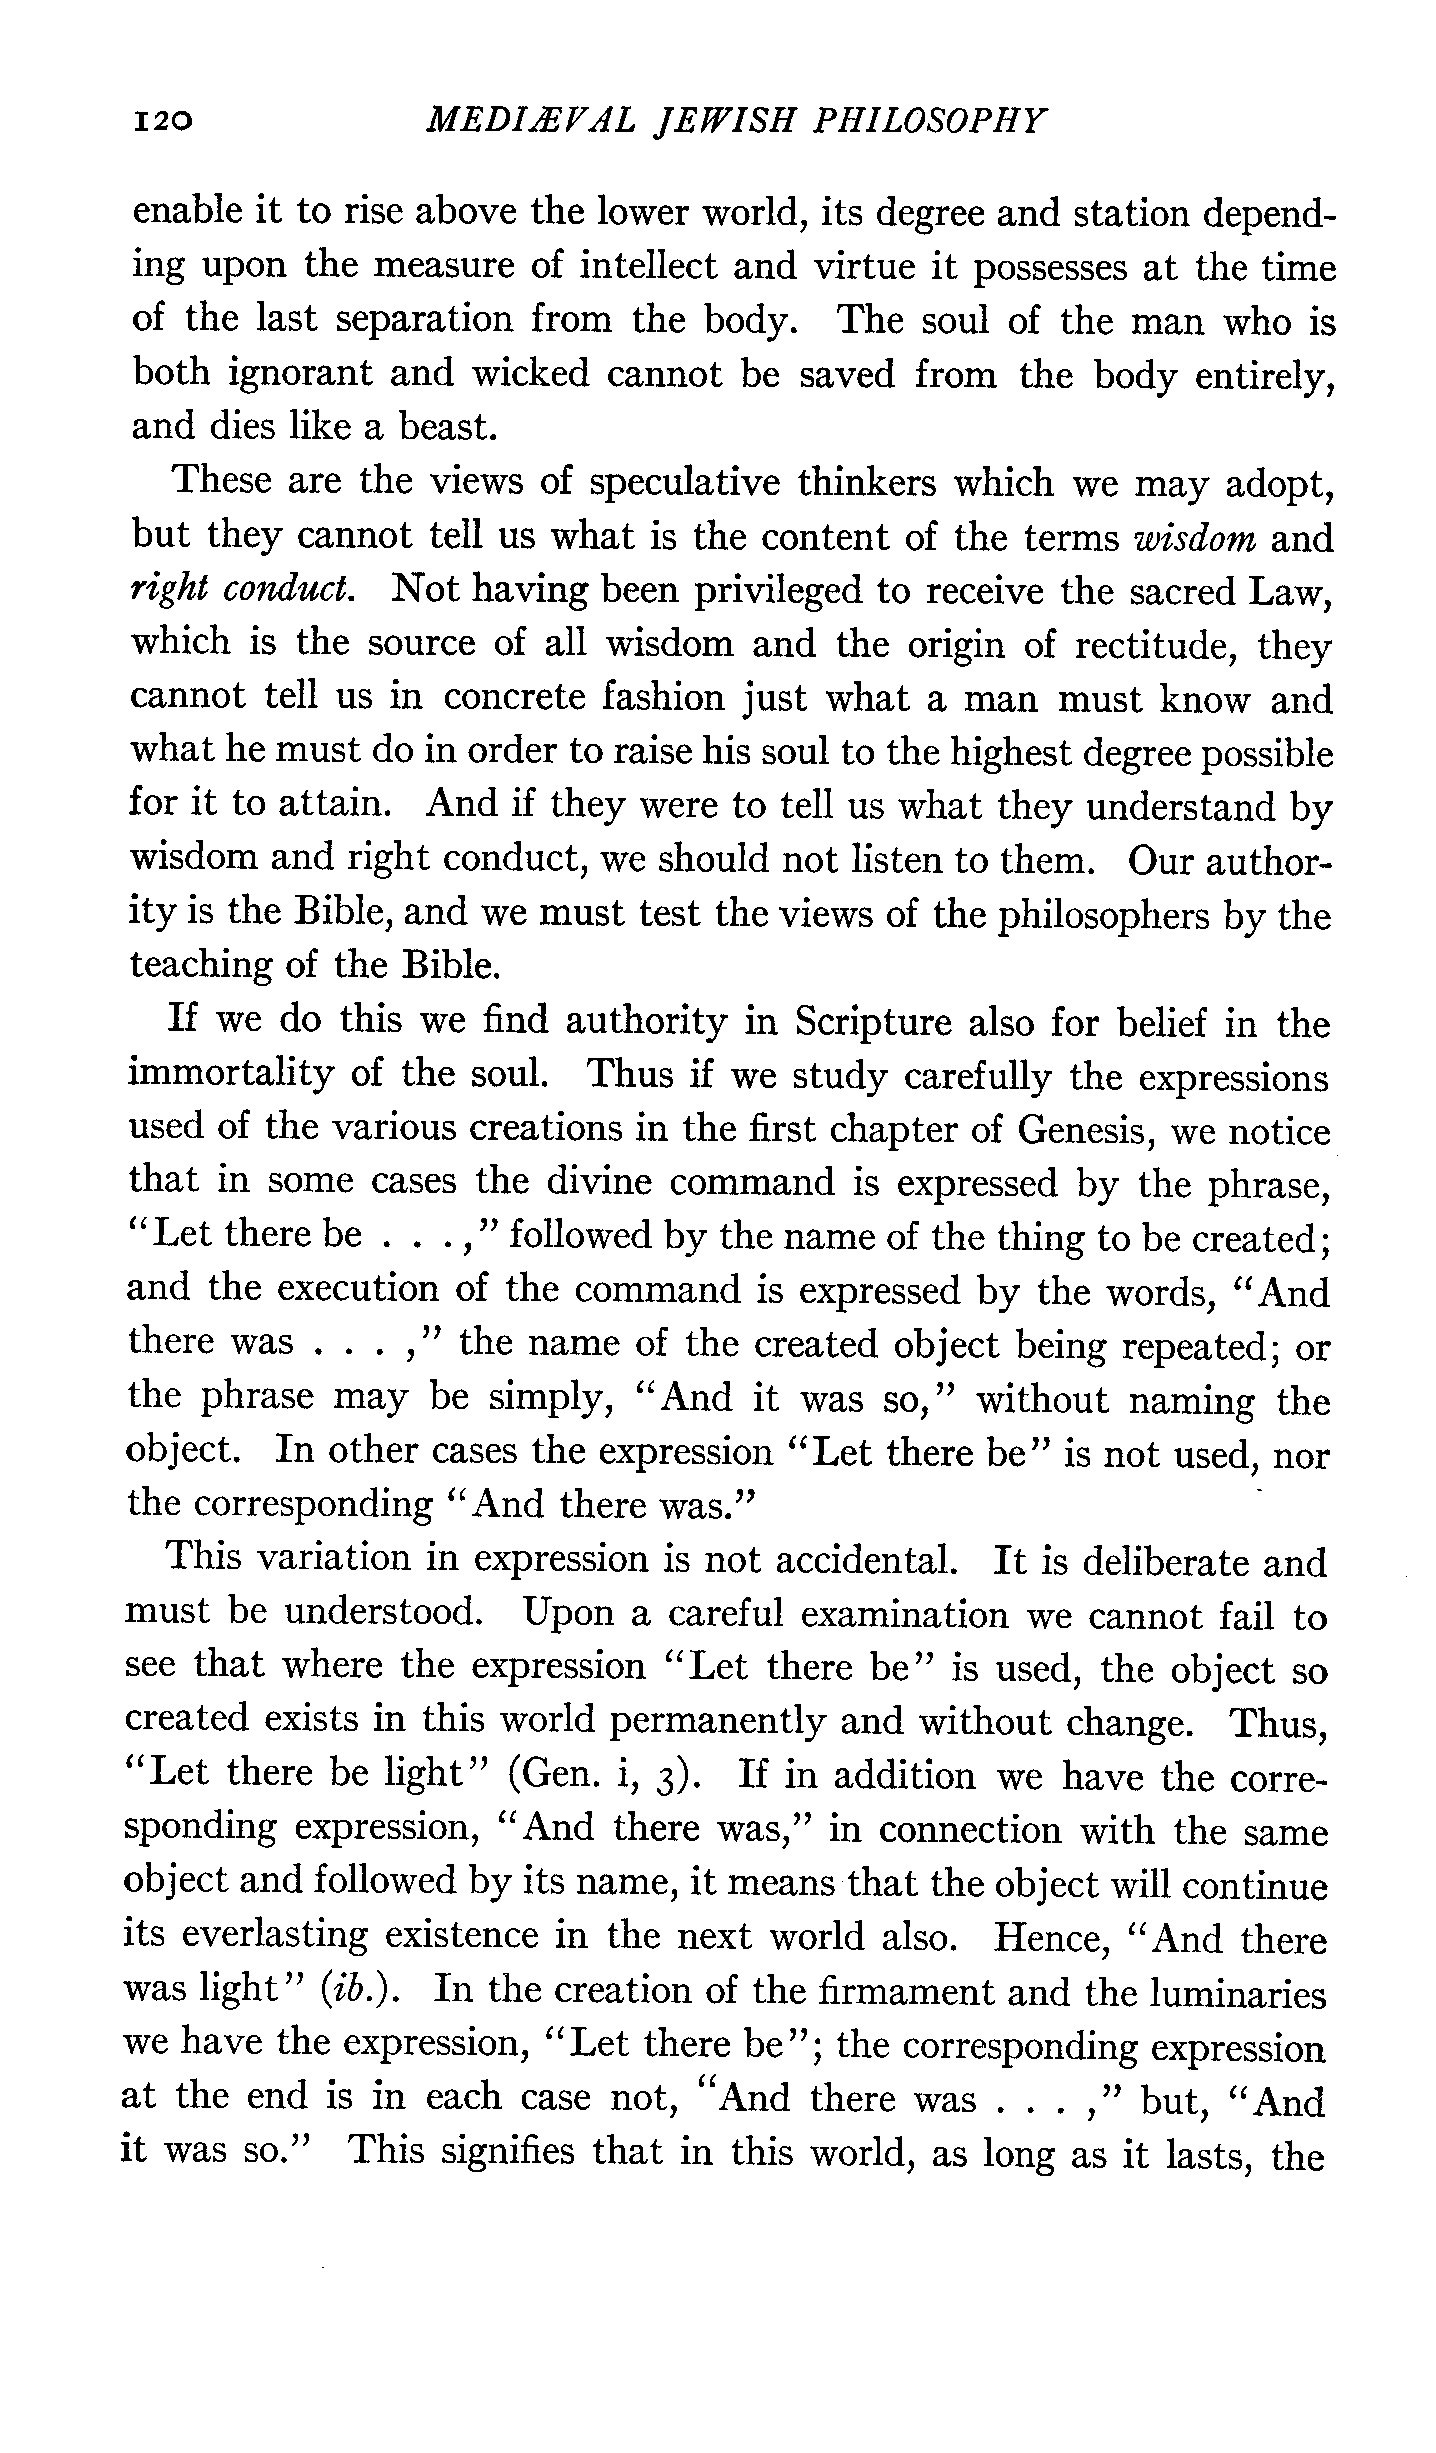 120 MEDIÆVAL JEWISH PHILOSOPHY
enable it to rise above the lower world, its degree and station depend-
ing upon the measure of intellect and virtue it possesses at the time
of the last separation from the body. The soul of the man who is
both ignorant and wicked cannot be saved from the body entirely,
and dies like a beast.
These are the views of speculative thinkers which we may adopt,
but they cannot tell us what is the content of the terms wisdom and
right conduct. Not having been privileged to receive the sacred Law,
which is the source of all wisdom and the origin of rectitude, they
cannot tell us in concrete fashion just what a man must know and
what he must do in order to raise his soul to the highest degree possible
for it to attain. And if they were to tell us what they understand by
wisdom and right conduct, we should not listen to them. Our author-
ity is the Bible, and we must test the views of the philosophers by the
teaching of the Bible.
If we do this we find authority in Scripture also for belief in the
immortality of the soul. Thus if we study carefully the expressions
used of the various creations in the first chapter of Genesis, we notice
that in some cases the divine command is expressed by the phrase,
“Let there be . . .,” followed by the name of the thing to be created;
and the execution of the command is expressed by the words, “And
there was . . . ,” the name of the created object being repeated; or
the phrase may be simply, “And it was so,” without naming the
object. In other cases the expression “Let there be” is not used, nor
the corresponding “And there was.”
This variation in expression is not accidental. It is deliberate and
must be understood. Upon a careful examination we cannot fail to
see that where the expression “Let there be” is used, the object so
created exists in this world permanently and without change. Thus,
“Let there be light” (Gen. i, 3). If in addition we have the corre-
sponding expression, “And there was,” in connection with the same
object and followed by its name, it means that the object will continue
its everlasting existence in the next world also. Hence, “And there
was light” (ib.). In the creation of the firmament and the luminaries
we have the expression, “Let there be”; the corresponding expression
at the end is in each case not, “And there was . . . ,” but, “And
it was so.” This signifies that in this world, as long as it lasts, the